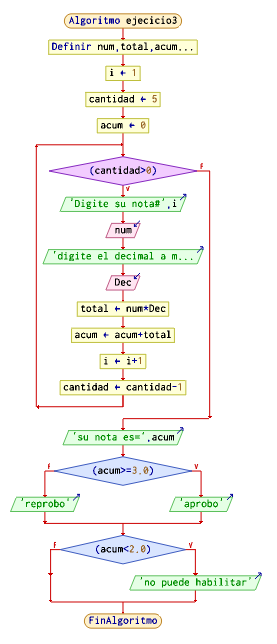 Algoritmo ejecicio3
Definir num,total,acum...
i ← 1
cantidad ← 5
acum ← 0
(cantidad>0)
F
V
'Digite su nota#',i
num
'digite el decimal a m...
Dec
total ← num*Dec
acum ← acum+total
i ← i+1
cantidad ← cantidad-1
'su nota es=',acum
(acum>=3.0)
F
V
'reprobo'
'aprobo'
(acum<2.0)
F
V
'no puede habilitar'
FinAlgoritmo